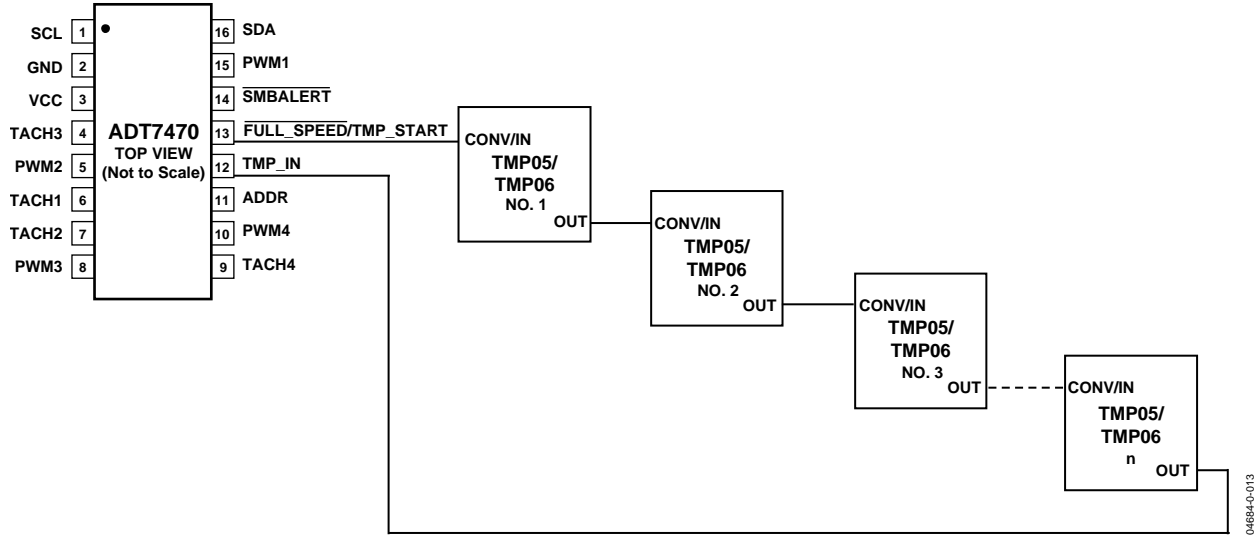 SCL 1
GND 2
VCC 3
TACH3 4
PWM2 5
TACH1 6
TACH2 7
PWM3 8
ADT7470
TOP VIEW
(Not to Scale)
16 SDA
15 PWM1
14 SMBALERT
13 FULL_SPEED/TMP_START
12 TMP_IN
11 ADDR
10 PWM4
9 TACH4
CONV/IN
TMP05/
TMP06
NO. 1
OUT
CONV/IN
TMP05/
TMP06
NO. 2
OUT
CONV/IN
TMP05/
TMP06
NO. 3
OUT
CONV/IN
TMP05/
TMP06
n
OUT
04684-0-013